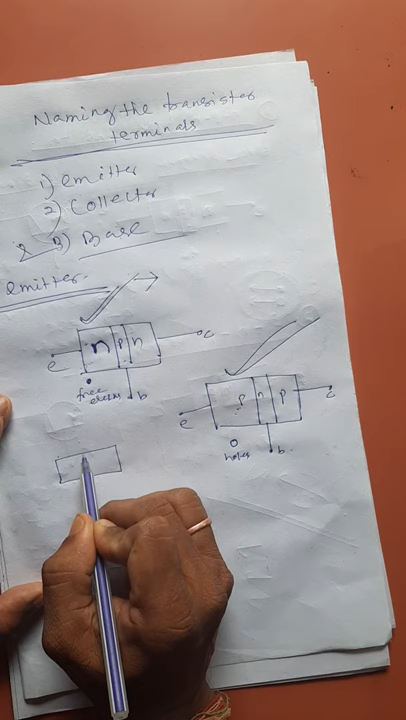 Naming the transistor
terminals
1) emitter
2) Collector
& 3) Base
emitter.
n p n
e
c
free
b
p n p
e
c
holes
b.